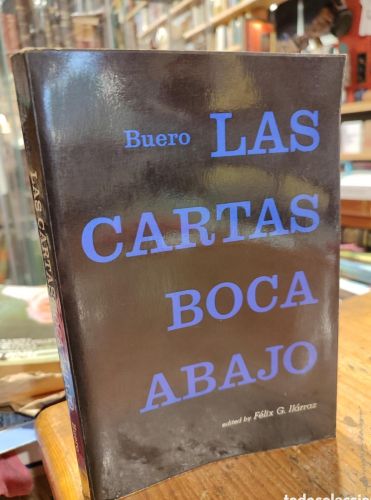 Buero LAS
CARTAS
BOCA
ABAJO
edited by Félix G. Ilárraz
LAS CARTAS